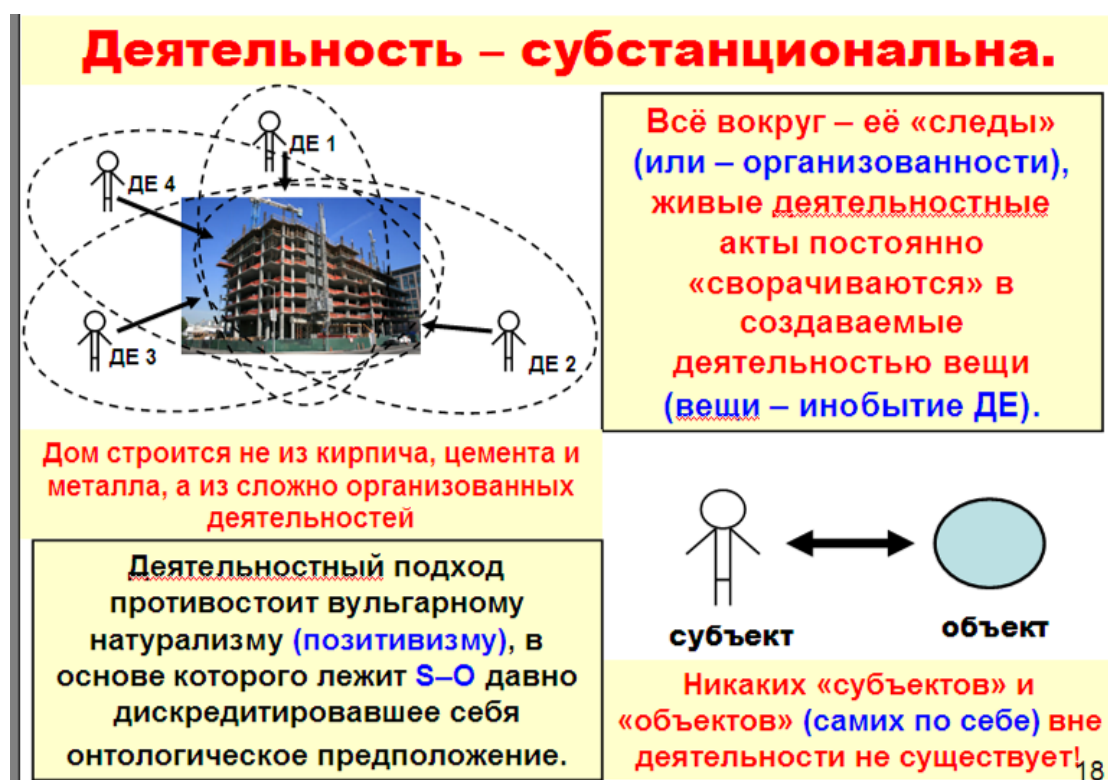 Деятельность – субстанциональна.
ДЕ 1
ДЕ 4
ДЕ 3
ДЕ 2
Всё вокруг – её «следы»
(или – организованности),
живые деятельностные
акты постоянно
«сворачиваются» в
создаваемые
деятельностью вещи
(вещи – инобытие ДЕ).
Дом строится не из кирпича, цемента и
металла, а из сложно организованных
деятельностей
Деятельностный подход
противостоит вульгарному
натурализму (позитивизму), в
основе которого лежит S–O давно
дискредитировавшее себя
онтологическое предположение.
субъект
объект
Никаких «субъектов» и
«объектов» (самих по себе) вне
деятельности не существует!
18